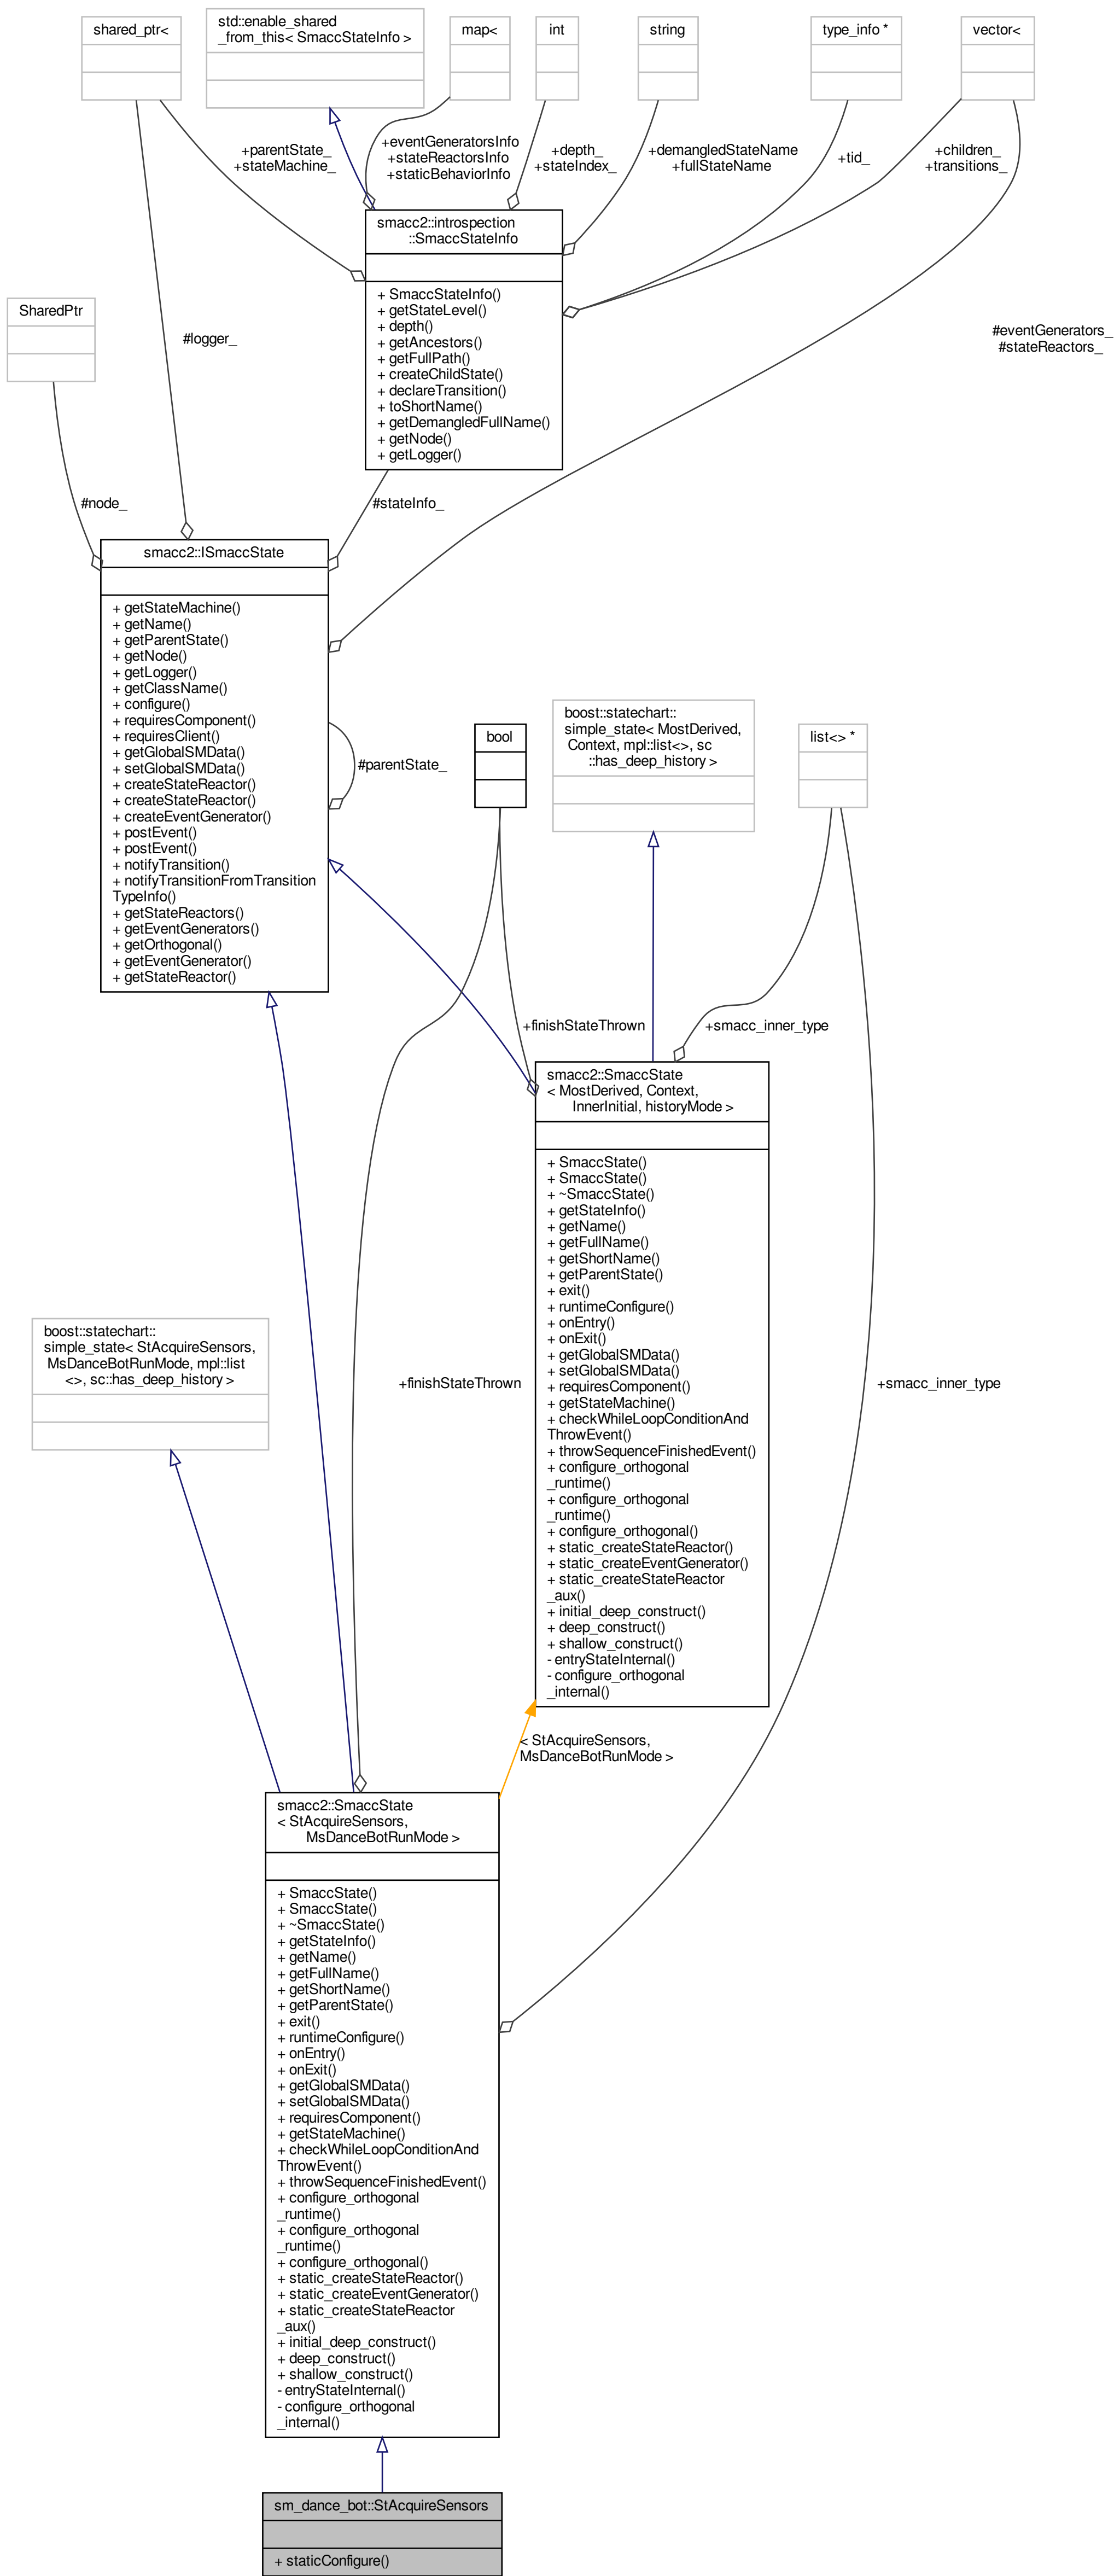 shared_ptr<
std::enable_shared
_from_this< SmaccStateInfo >
map<
int
string
type_info *
vector<
+parentState_
+stateMachine_
+eventGeneratorsInfo
+stateReactorsInfo
+staticBehaviorInfo
+depth_
+stateIndex_
+demangledStateName
+fullStateName
+tid_
+children_
+transitions_
smacc2::introspection
::SmaccStateInfo
+ SmaccStateInfo()
+ getStateLevel()
+ depth()
+ getAncestors()
+ getFullPath()
+ createChildState()
+ declareTransition()
+ toShortName()
+ getDemangledFullName()
+ getNode()
+ getLogger()
SharedPtr
#logger_
#eventGenerators_
#stateReactors_
#node_
#stateInfo_
smacc2::ISmaccState
+ getStateMachine()
+ getName()
+ getParentState()
+ getNode()
+ getLogger()
+ getClassName()
+ configure()
+ requiresComponent()
+ requiresClient()
+ getGlobalSMData()
+ setGlobalSMData()
+ createStateReactor()
+ createStateReactor()
+ createEventGenerator()
+ postEvent()
+ postEvent()
+ notifyTransition()
+ notifyTransitionFromTransition
TypeInfo()
+ getStateReactors()
+ getEventGenerators()
+ getOrthogonal()
+ getEventGenerator()
+ getStateReactor()
#parentState_
bool
boost::statechart::
simple_state< MostDerived,
Context, mpl::list<>, sc
::has_deep_history >
list<> *
+finishStateThrown
+smacc_inner_type
smacc2::SmaccState
< MostDerived, Context,
InnerInitial, historyMode >
+ SmaccState()
+ SmaccState()
+ ~SmaccState()
+ getStateInfo()
+ getName()
+ getFullName()
+ getShortName()
+ getParentState()
+ exit()
+ runtimeConfigure()
+ onEntry()
+ onExit()
+ getGlobalSMData()
+ setGlobalSMData()
+ requiresComponent()
+ getStateMachine()
+ checkWhileLoopConditionAnd
ThrowEvent()
+ throwSequenceFinishedEvent()
+ configure_orthogonal
_runtime()
+ configure_orthogonal
_runtime()
+ configure_orthogonal()
+ static_createStateReactor()
+ static_createEventGenerator()
+ static_createStateReactor
_aux()
+ initial_deep_construct()
+ deep_construct()
+ shallow_construct()
- entryStateInternal()
- configure_orthogonal
_internal()
boost::statechart::
simple_state< StAcquireSensors,
MsDanceBotRunMode, mpl::list
<>, sc::has_deep_history >
+finishStateThrown
+smacc_inner_type
< StAcquireSensors,
MsDanceBotRunMode >
smacc2::SmaccState
< StAcquireSensors,
MsDanceBotRunMode >
+ SmaccState()
+ SmaccState()
+ ~SmaccState()
+ getStateInfo()
+ getName()
+ getFullName()
+ getShortName()
+ getParentState()
+ exit()
+ runtimeConfigure()
+ onEntry()
+ onExit()
+ getGlobalSMData()
+ setGlobalSMData()
+ requiresComponent()
+ getStateMachine()
+ checkWhileLoopConditionAnd
ThrowEvent()
+ throwSequenceFinishedEvent()
+ configure_orthogonal
_runtime()
+ configure_orthogonal
_runtime()
+ configure_orthogonal()
+ static_createStateReactor()
+ static_createEventGenerator()
+ static_createStateReactor
_aux()
+ initial_deep_construct()
+ deep_construct()
+ shallow_construct()
- entryStateInternal()
- configure_orthogonal
_internal()
sm_dance_bot::StAcquireSensors
+ staticConfigure()